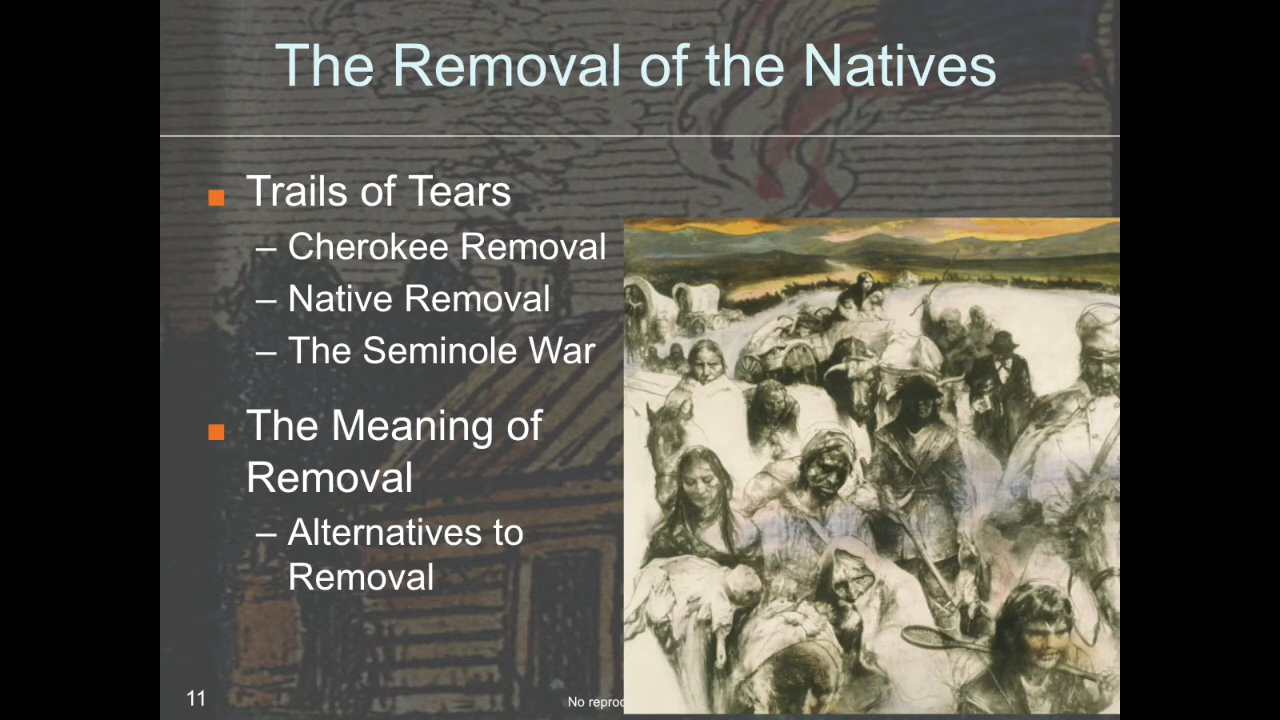 The Removal of the Natives
Trails of Tears
– Cherokee Removal
– Native Removal
– The Seminole War
The Meaning of
Removal
– Alternatives to
Removal
11
No